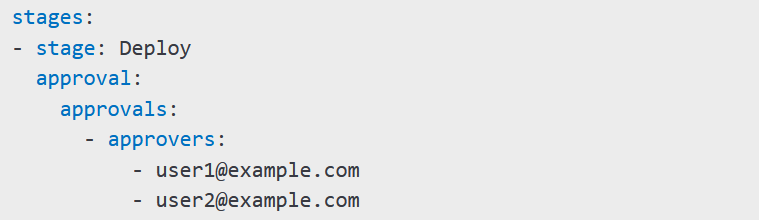 stages:
- stage: Deploy
  approval:
    approvals:
      - approvers:
          - user1@example.com
          - user2@example.com